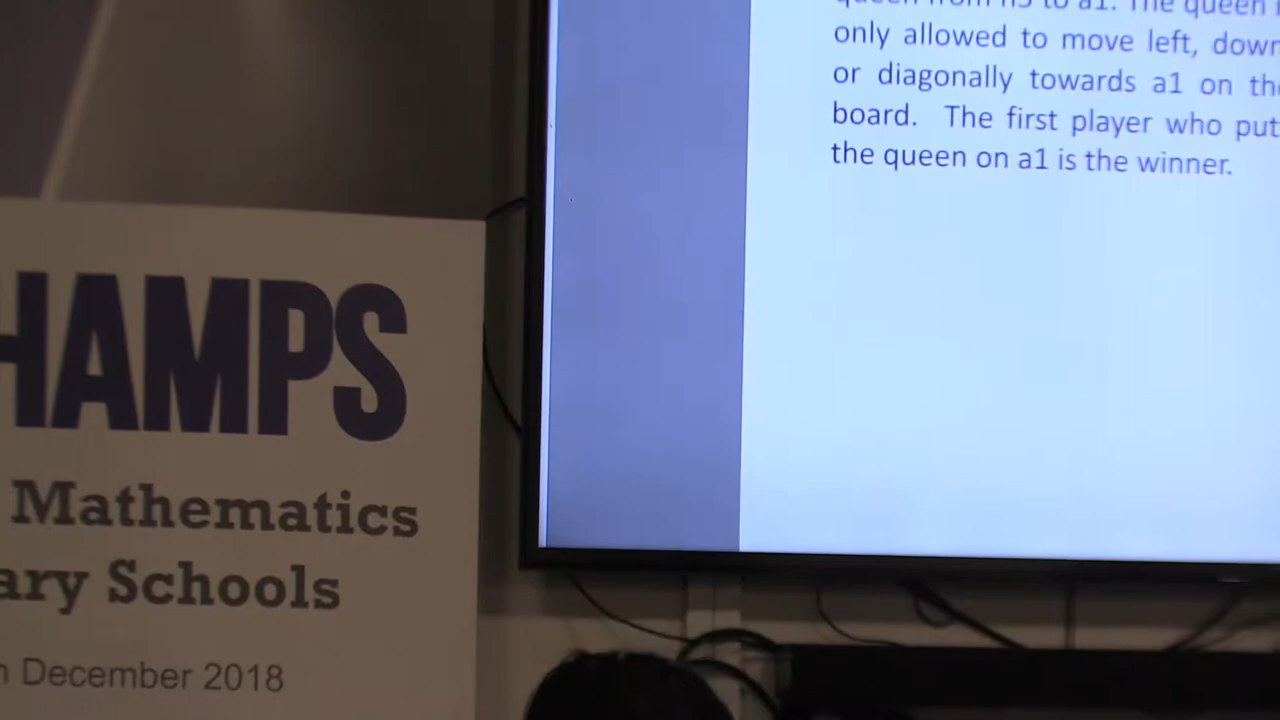 HAMPS
Mathematics
ary Schools
December 2018
only allowed to move left, down
or diagonally towards a1 on the
board. The first player who put
the queen on a1 is the winner.